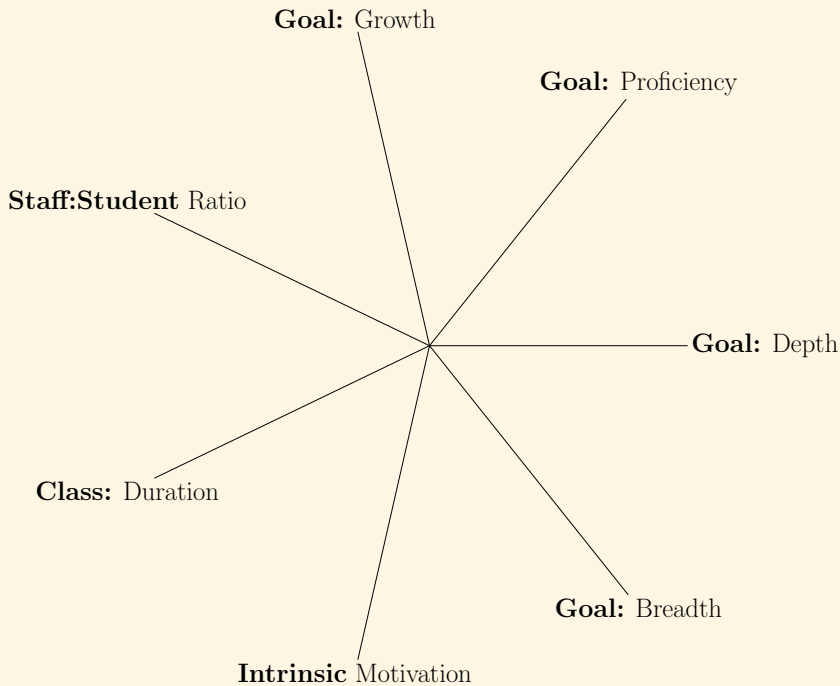 Goal: Growth
Goal: Proficiency
Staff:Student Ratio
Goal: Depth
Class: Duration
Goal: Breadth
Intrinsic Motivation